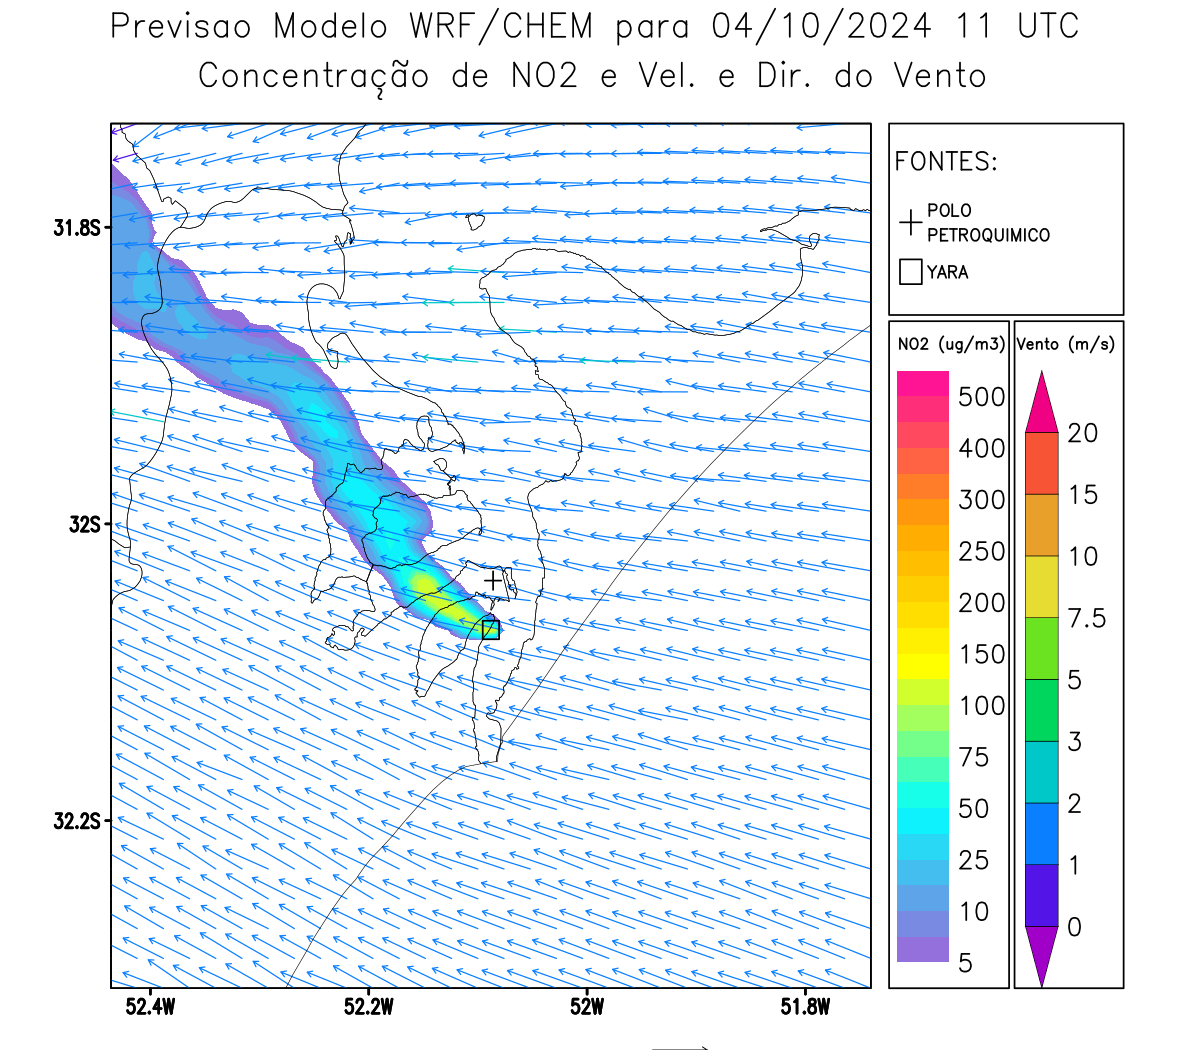 Previsao Modelo WRF/CHEM para 04/10/2024 11 UTC
Concentração de NO2 e Vel. e Dir. do Vento
FONTES:
POLO
PETROQUIMICO
YARA
NO2 (ug/m3)
500
400
300
250
200
150
100
75
50
25
10
5
Vento (m/s)
20
15
10
7.5
5
3
2
1
0
31.8S
32S
32.2S
52.4W
52.2W
52W
51.8W